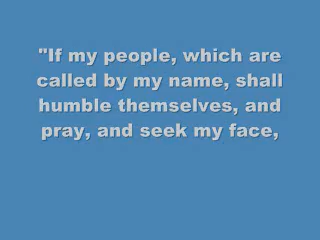 "If my people, which are
called by my name, shall
humble themselves, and
pray, and seek my face,